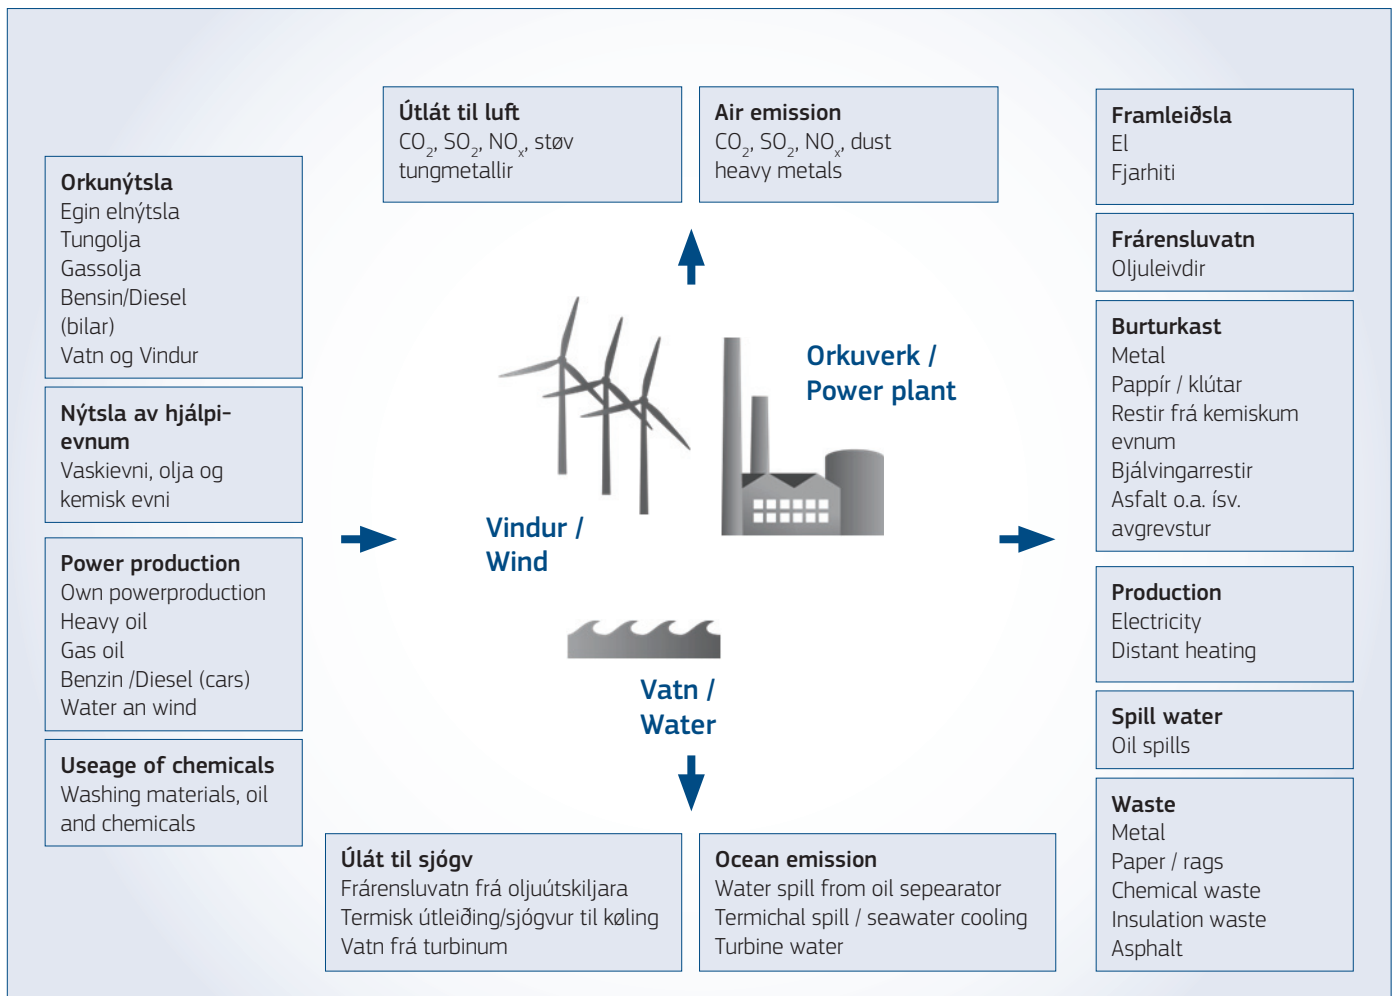 Útlát til luft
CO₂, SO₂, NOₓ, støv
tungmetallir
Air emission
CO₂, SO₂, NOₓ, dust
heavy metals
Orkunýtsla
Egin elnýtsla
Tungolja
Gassolja
Bensin/Diesel
(bilar)
Vatn og Vindur
Nýtsla av hjálpi-
evnum
Vaskievni, olja og
kemisk evni
Power production
Own powerproduction
Heavy oil
Gas oil
Benzin /Diesel (cars)
Water an wind
Useage of chemicals
Washing materials, oil
and chemicals
Orkuverk /
Power plant
Vindur /
Wind
Vatn /
Water
Úlát til sjógv
Frárensluvatn frá oljuútskiljara
Termisk útleiðing/sjógvur til køling
Vatn frá turbinum
Ocean emission
Water spill from oil sepearator
Termichal spill / seawater cooling
Turbine water
Framleiðsla
El
Fjarhiti
Frárensluvatn
Oljuleivdir
Burturkast
Metal
Pappír / klútar
Restir frá kemiskum
evnum
Bjálvingarrestir
Asfalt o.a. ísv.
avgrevstur
Production
Electricity
Distant heating
Spill water
Oil spills
Waste
Metal
Paper / rags
Chemical waste
Insulation waste
Asphalt